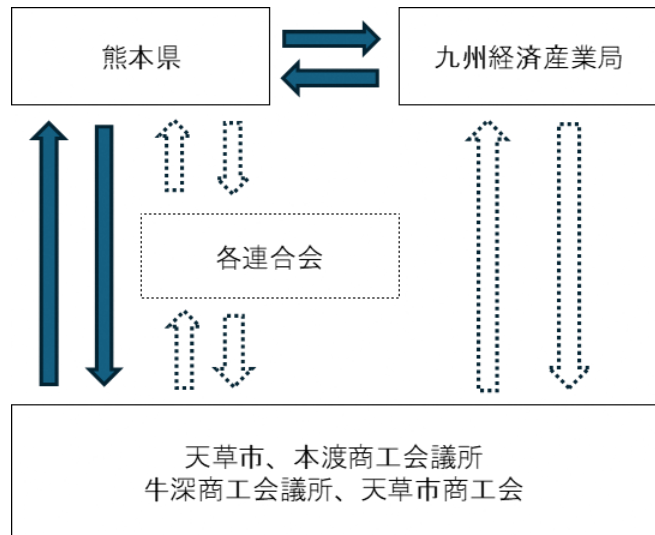 熊本県
九州経済産業局
各連合会
天草市、本渡商工会議所
牛深商工会議所、天草市商工会